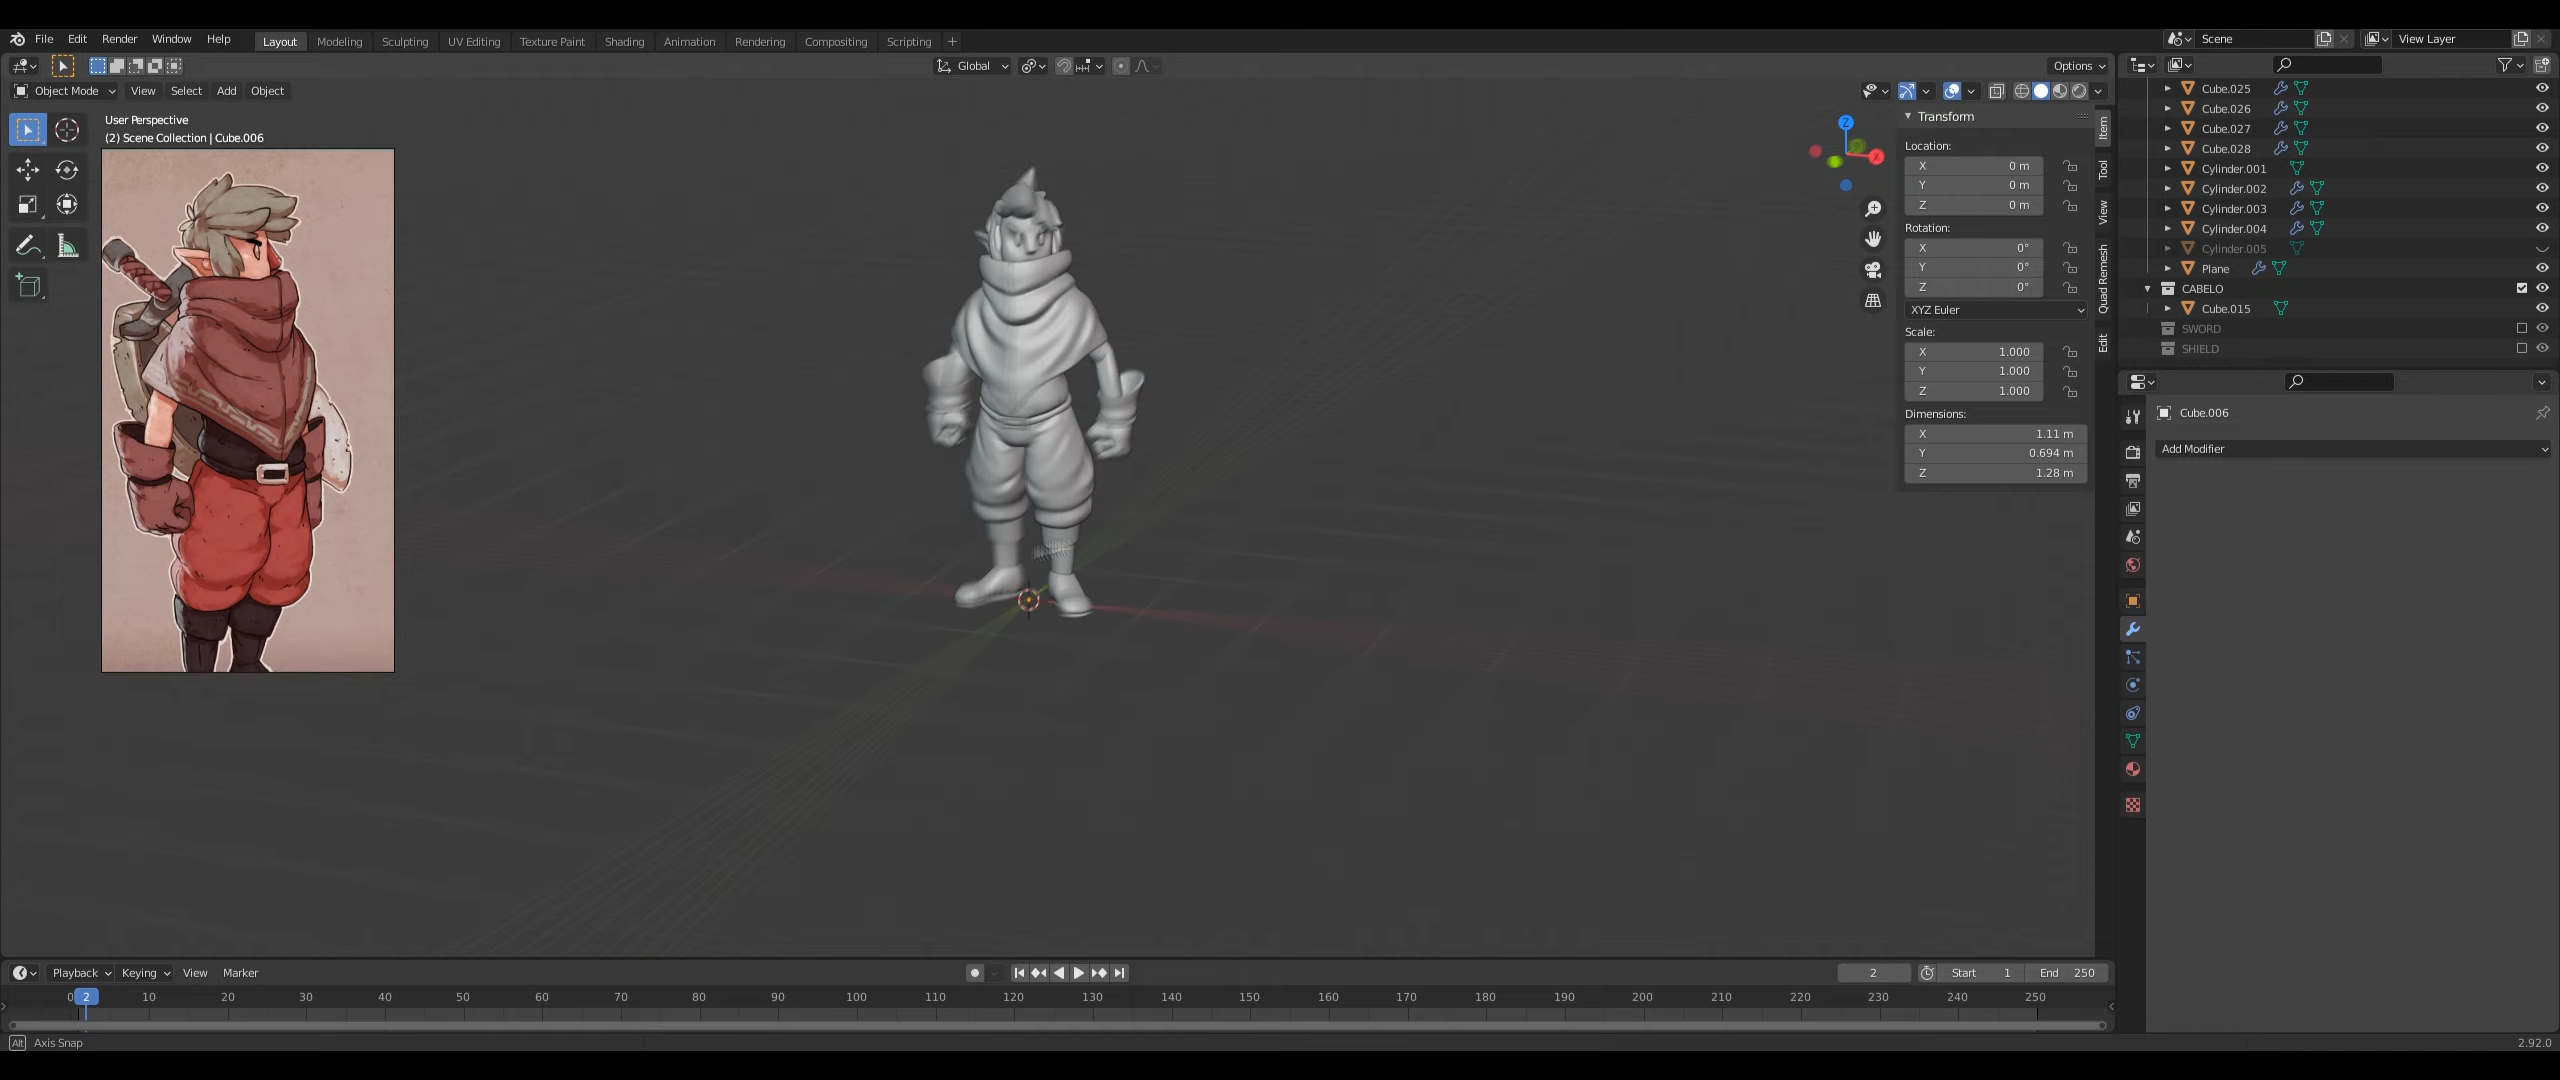 File Edit Render Window Help Layout Modeling Sculpting UV Editing Texture Paint Shading Animation Rendering Compositing Scripting + Scene View Layer
Global Options
Object Mode View Select Add Object
User Perspective
(2) Scene Collection | Cube.006
Z
X
Transform
Location:
X 0 m
Y 0 m
Z 0 m
Rotation:
X 0°
Y 0°
Z 0°
XYZ Euler
Scale:
X 1.000
Y 1.000
Z 1.000
Dimensions:
X 1.11 m
Y 0.694 m
Z 1.28 m
Item
Tool
View
Quad Remesh
Edit
Cube.025
Cube.026
Cube.027
Cube.028
Cylinder.001
Cylinder.002
Cylinder.003
Cylinder.004
Cylinder.005
Plane
CABELO
Cube.015
SWORD
SHIELD
Cube.006
Add Modifier
Playback Keying View Marker 2 Start 1 End 250
0 2 10 20 30 40 50 60 70 80 90 100 110 120 130 140 150 160 170 180 190 200 210 220 230 240 250
Alt Axis Snap 2.92.0